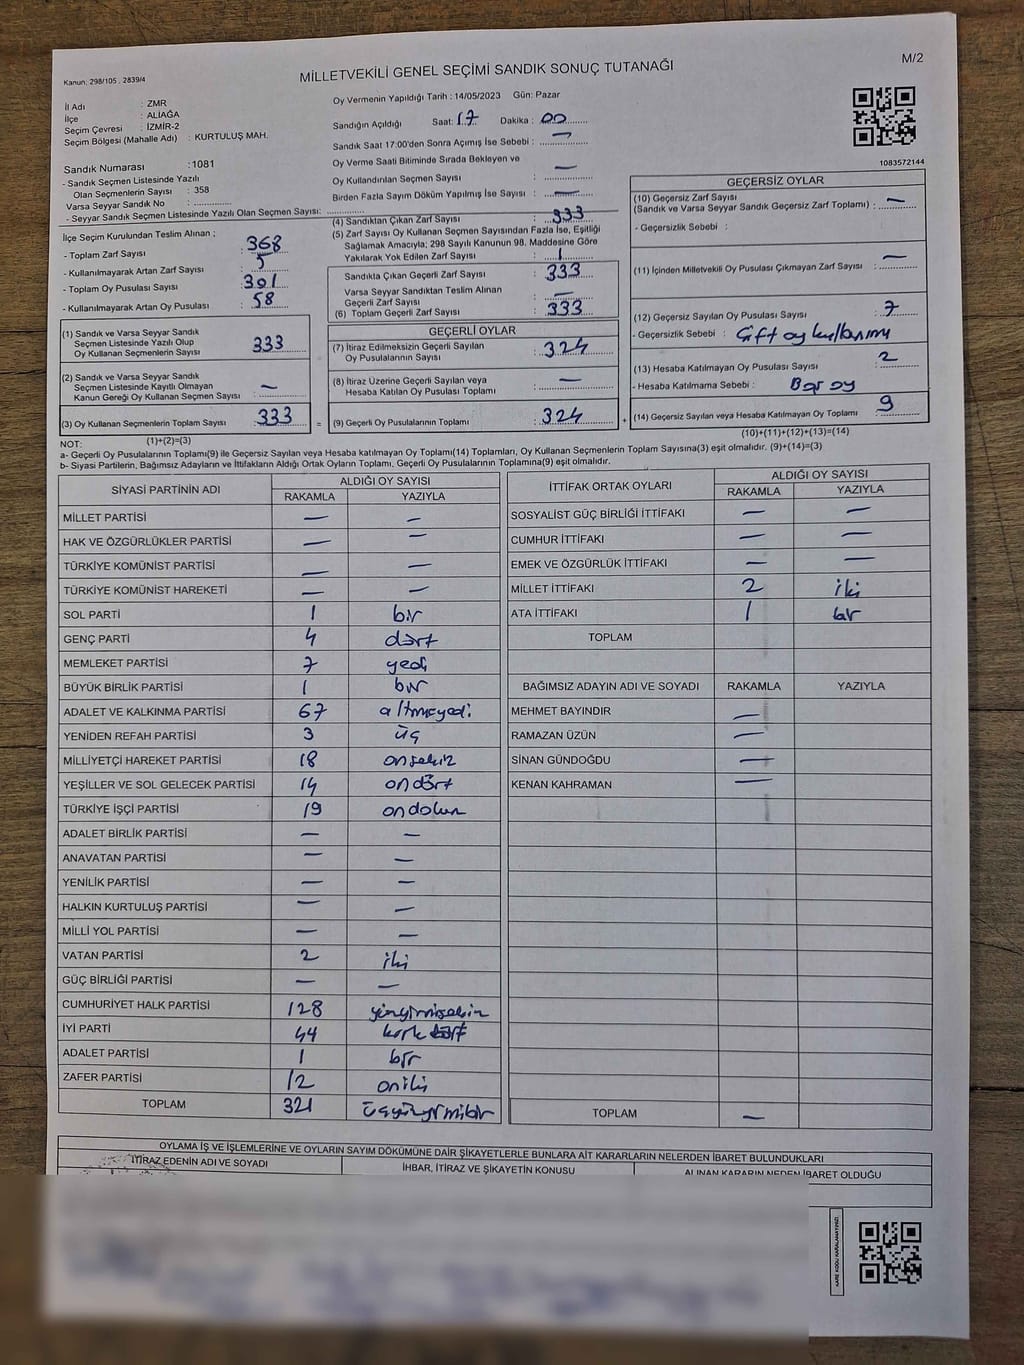 M/2
MİLLETVEKİLİ GENEL SEÇİMİ SANDIK SONUÇ TUTANAĞI
Kanun: 298/105 , 2839/4
İl Adı : ZMR
İlçe : ALİAĞA
Seçim Çevresi : İZMİR-2
Seçim Bölgesi (Mahalle Adı) : KURTULUŞ MAH.
Sandık Numarası : 1081
- Sandık Seçmen Listesinde Yazılı
Olan Seçmenlerin Sayısı : 358
Varsa Seyyar Sandık No :
- Seyyar Sandık Seçmen Listesinde Yazılı Olan Seçmen Sayısı:
Oy Vermenin Yapıldığı Tarih : 14/05/2023 Gün: Pazar
Sandığın Açıldığı Saat: 17 Dakika : 00
Sandık Saat 17:00'den Sonra Açımış İse Sebebi : —
Oy Verme Saati Bitiminde Sırada Bekleyen ve
Oy Kullandırılan Seçmen Sayısı : —
Birden Fazla Sayım Döküm Yapılmış İse Sayısı : —
1083572144
İlçe Seçim Kurulundan Teslim Alınan ;
- Toplam Zarf Sayısı : 368
- Kullanılmayarak Artan Zarf Sayısı : 5
- Toplam Oy Pusulası Sayısı : 391
- Kullanılmayarak Artan Oy Pusulası : 58
(4) Sandıktan Çıkan Zarf Sayısı : 333
(5) Zarf Sayısı Oy Kullanan Seçmen Sayısından Fazla İse, Eşitliği
Sağlamak Amacıyla; 298 Sayılı Kanunun 98. Maddesine Göre
Yakılarak Yok Edilen Zarf Sayısı :
Sandıkta Çıkan Geçerli Zarf Sayısı : 333
Varsa Seyyar Sandıktan Teslim Alınan
Geçerli Zarf Sayısı : —
(6) Toplam Geçerli Zarf Sayısı : 333
GEÇERSİZ OYLAR
(10) Geçersiz Zarf Sayısı
(Sandık ve Varsa Seyyar Sandık Geçersiz Zarf Toplamı) : —
- Geçersizlik Sebebi :
(11) İçinden Milletvekili Oy Pusulası Çıkmayan Zarf Sayısı : —
(12) Geçersiz Sayılan Oy Pusulası Sayısı : 7
- Geçersizlik Sebebi : Çift oy kullanımı
(13) Hesaba Katılmayan Oy Pusulası Sayısı : 2
- Hesaba Katılmama Sebebi : Boş oy
(14) Geçersiz Sayılan veya Hesaba Katılmayan Oy Toplamı : 9
(10)+(11)+(12)+(13)=(14)
(1) Sandık ve Varsa Seyyar Sandık
Seçmen Listesinde Yazılı Olup
Oy Kullanan Seçmenlerin Sayısı : 333
(2) Sandık ve Varsa Seyyar Sandık
Seçmen Listesinde Kayıtlı Olmayan
Kanun Gereği Oy Kullanan Seçmen Sayısı : —
(3) Oy Kullanan Seçmenlerin Toplam Sayısı : 333 =
(1)+(2)=(3)
GEÇERLİ OYLAR
(7) İtiraz Edilmeksizin Geçerli Sayılan
Oy Pusulalarının Sayısı : 324
(8) İtiraz Üzerine Geçerli Sayılan veya
Hesaba Katılan Oy Pusulası Toplamı : —
(9) Geçerli Oy Pusulalarının Toplamı : 324 +
NOT:
a- Geçerli Oy Pusulalarının Toplamı(9) ile Geçersiz Sayılan veya Hesaba katılmayan Oy Toplamı(14) Toplamları, Oy Kullanan Seçmenlerin Toplam Sayısına(3) eşit olmalıdır. (9)+(14)=(3)
b- Siyasi Partilerin, Bağımsız Adayların ve İttifakların Aldığı Ortak Oyların Toplamı, Geçerli Oy Pusulalarının Toplamına(9) eşit olmalıdır.
SİYASİ PARTİNİN ADI ALDIĞI OY SAYISI
RAKAMLA YAZIYLA
MİLLET PARTİSİ — —
HAK VE ÖZGÜRLÜKLER PARTİSİ — —
TÜRKİYE KOMÜNİST PARTİSİ — —
TÜRKİYE KOMÜNİST HAREKETİ — —
SOL PARTİ 1 bir
GENÇ PARTİ 4 dört
MEMLEKET PARTİSİ 7 yedi
BÜYÜK BİRLİK PARTİSİ 1 bir
ADALET VE KALKINMA PARTİSİ 67 altmışyedi
YENİDEN REFAH PARTİSİ 3 üç
MİLLİYETÇİ HAREKET PARTİSİ 18 onsekiz
YEŞİLLER VE SOL GELECEK PARTİSİ 14 ondört
TÜRKİYE İŞÇİ PARTİSİ 19 ondokuz
ADALET BİRLİK PARTİSİ — —
ANAVATAN PARTİSİ — —
YENİLİK PARTİSİ — —
HALKIN KURTULUŞ PARTİSİ — —
MİLLİ YOL PARTİSİ — —
VATAN PARTİSİ 2 iki
GÜÇ BİRLİĞİ PARTİSİ — —
CUMHURİYET HALK PARTİSİ 128 yüzyirmisekiz
İYİ PARTİ 44 kırk dört
ADALET PARTİSİ 1 bir
ZAFER PARTİSİ 12 oniki
TOPLAM 321 üçyüzyirmibir
İTTİFAK ORTAK OYLARI ALDIĞI OY SAYISI
RAKAMLA YAZIYLA
SOSYALİST GÜÇ BİRLİĞİ İTTİFAKI — —
CUMHUR İTTİFAKI — —
EMEK VE ÖZGÜRLÜK İTTİFAKI — —
MİLLET İTTİFAKI 2 iki
ATA İTTİFAKI 1 bir
TOPLAM
BAĞIMSIZ ADAYIN ADI VE SOYADI RAKAMLA YAZIYLA
MEHMET BAYINDIR —
RAMAZAN ÜZÜN —
SİNAN GÜNDOĞDU —
KENAN KAHRAMAN —
TOPLAM —
OYLAMA İŞ VE İŞLEMLERİNE VE OYLARIN SAYIM DÖKÜMÜNE DAİR ŞİKAYETLERLE BUNLARA AİT KARARLARIN NELERDEN İBARET BULUNDUKLARI
İTİRAZ EDENİN ADI VE SOYADI İHBAR, İTİRAZ VE ŞİKAYETİN KONUSU ALINAN KARARIN NEDEN İBARET OLDUĞU
KARE KODU KARALAMAYINIZ!